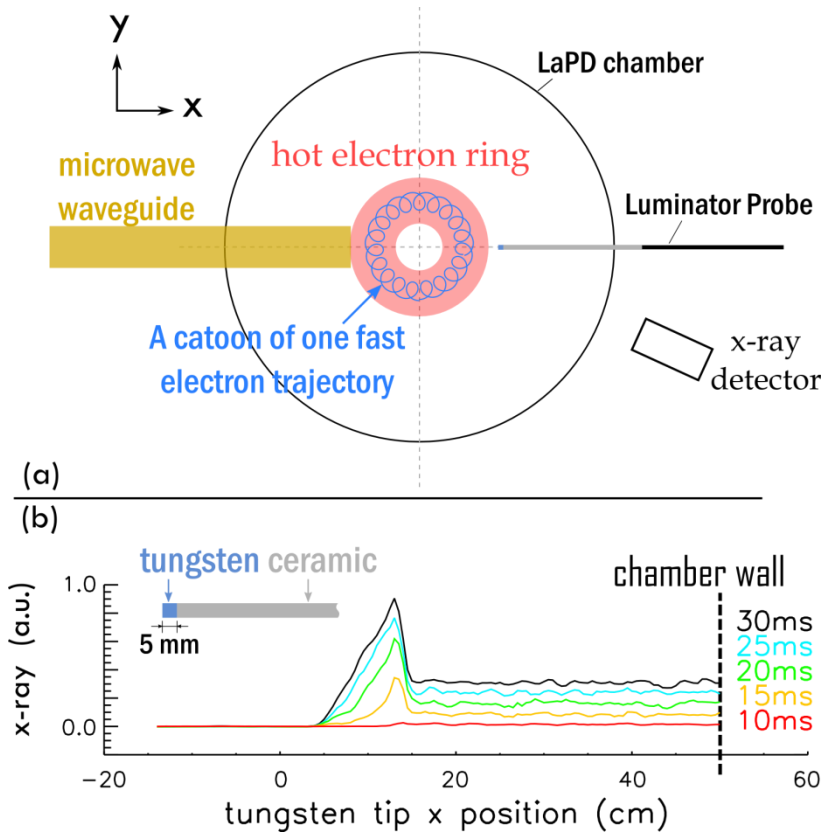 y
x
LaPD chamber
hot electron ring
microwave
waveguide
Luminator Probe
A catoon of one fast
electron trajectory
x-ray
detector
(a)
(b)
tungsten ceramic
chamber wall
5 mm
x-ray (a.u.)
1.0
0.0
30ms
25ms
20ms
15ms
10ms
-20 0 20 40 60
tungsten tip x position (cm)